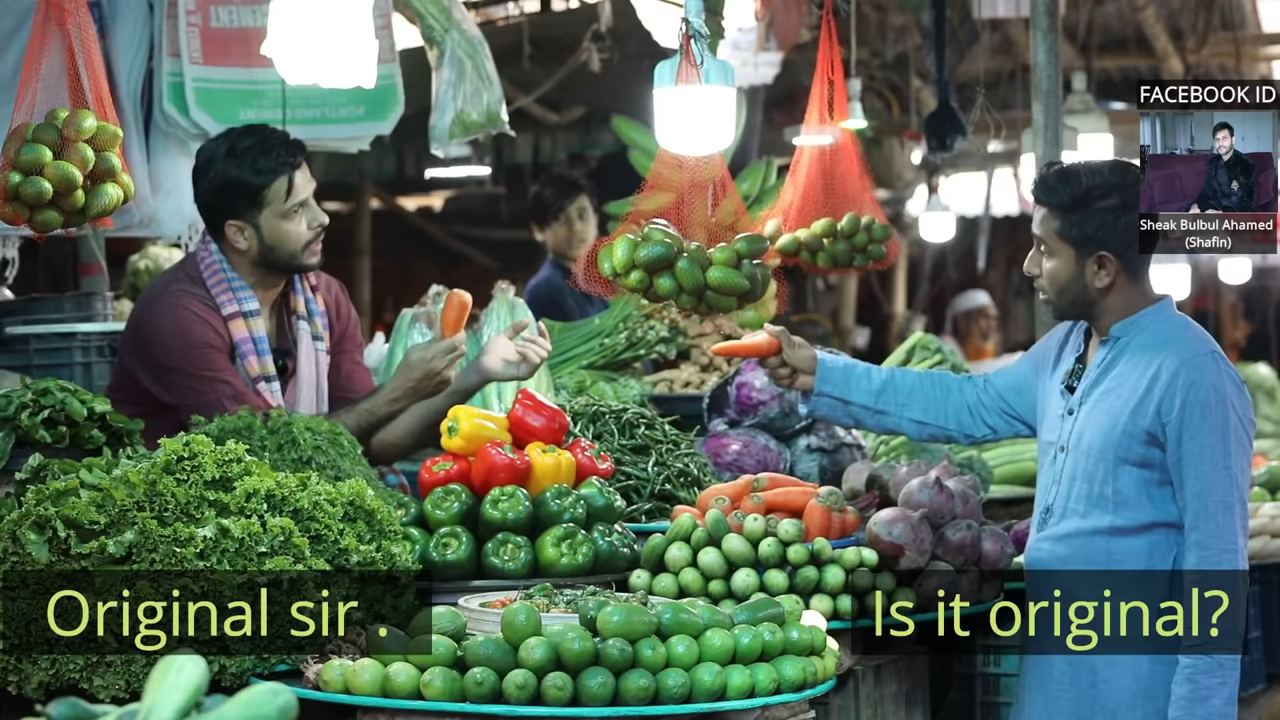 FACEBOOK ID
Sheak Bulbul Ahamed
(Shafin)
Original sir .
Is it original?